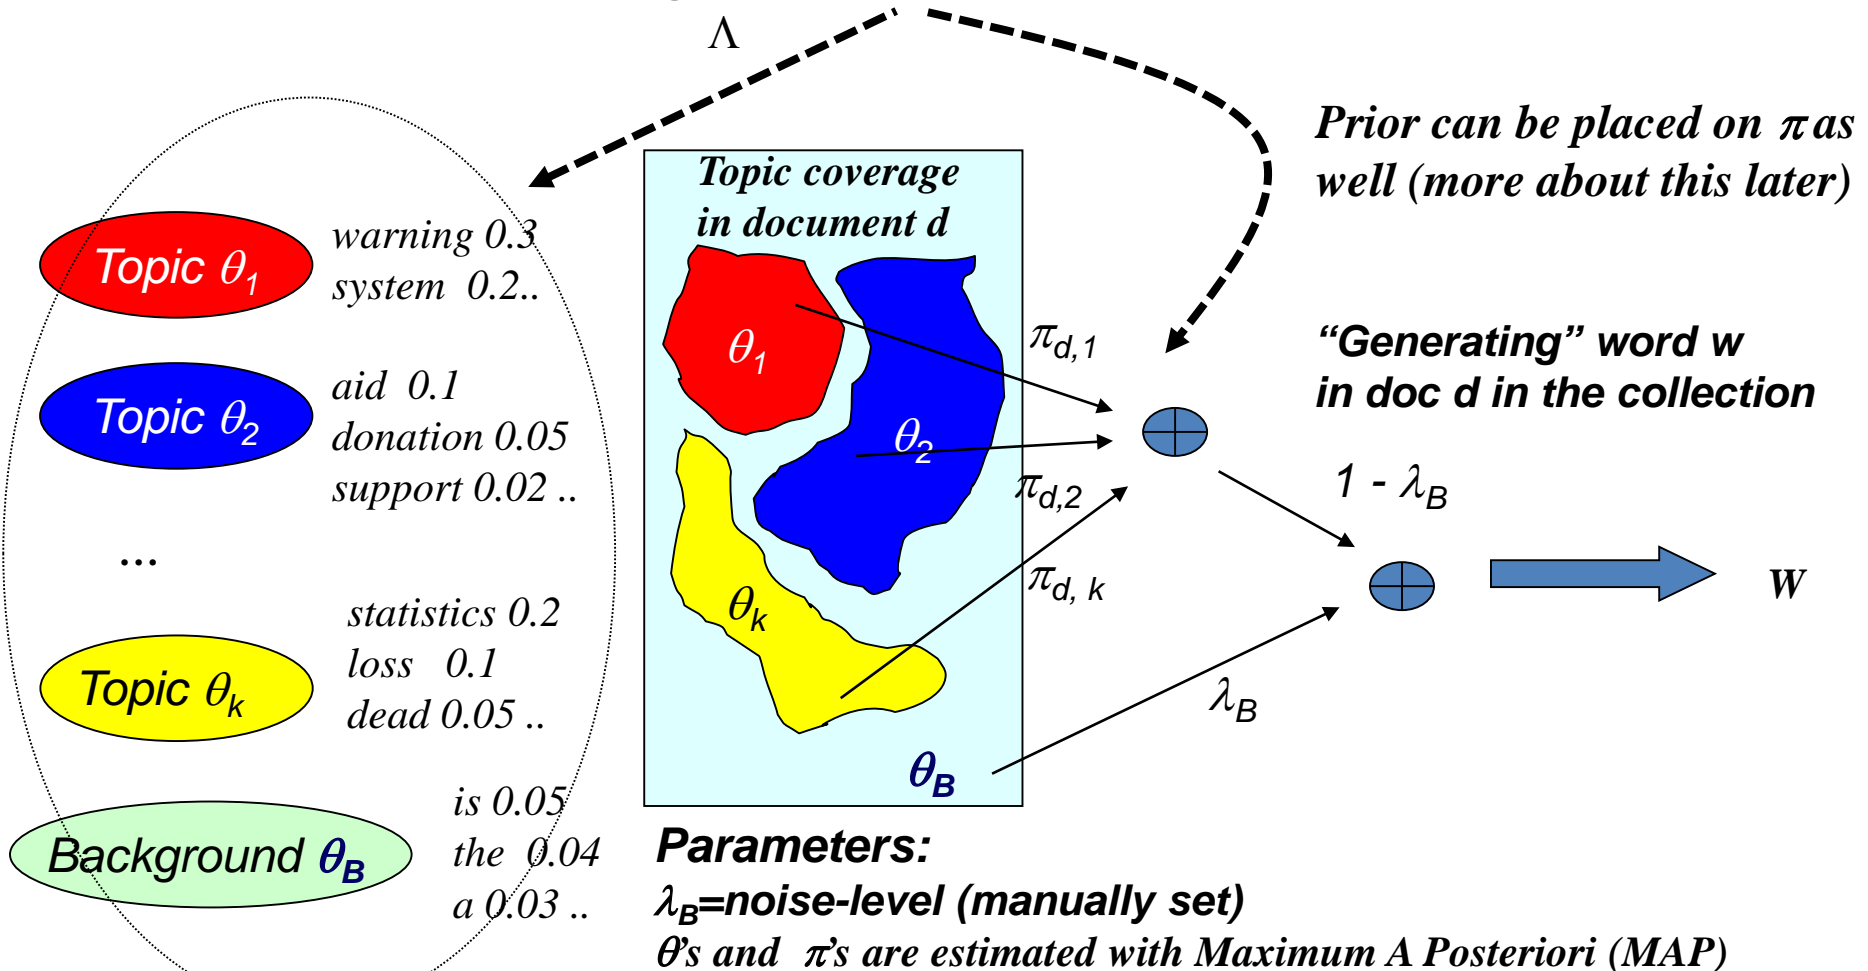 Λ
Prior can be placed on π as
well (more about this later)
Topic coverage
in document d
Topic θ1
warning 0.3
system 0.2..
Topic θ2
aid 0.1
donation 0.05
support 0.02 ..
...
Topic θk
statistics 0.2
loss 0.1
dead 0.05 ..
Background θB
is 0.05
the 0.04
a 0.03 ..
θ1
θ2
θk
θB
πd,1
πd,2
πd, k
“Generating” word w
in doc d in the collection
1 - λB
λB
W
Parameters:
λB=noise-level (manually set)
θ’s and π’s are estimated with Maximum A Posteriori (MAP)